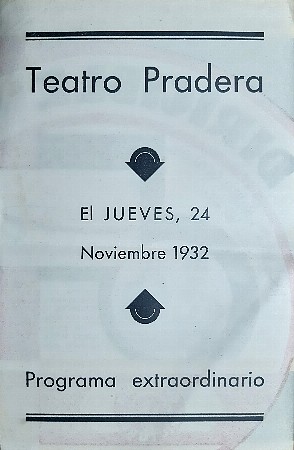 Teatro Pradera
El JUEVES, 24
Noviembre 1932
Programa extraordinario